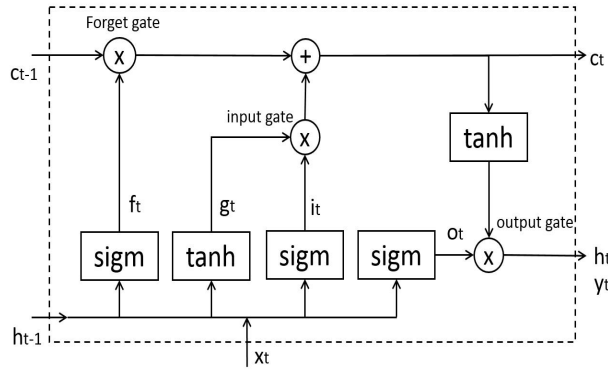 Forget gate
x
+
ct-1
ct
input gate
x
tanh
ft
gt
it
ot
output gate
sigm
tanh
sigm
sigm
x
ht
yt
ht-1
xt